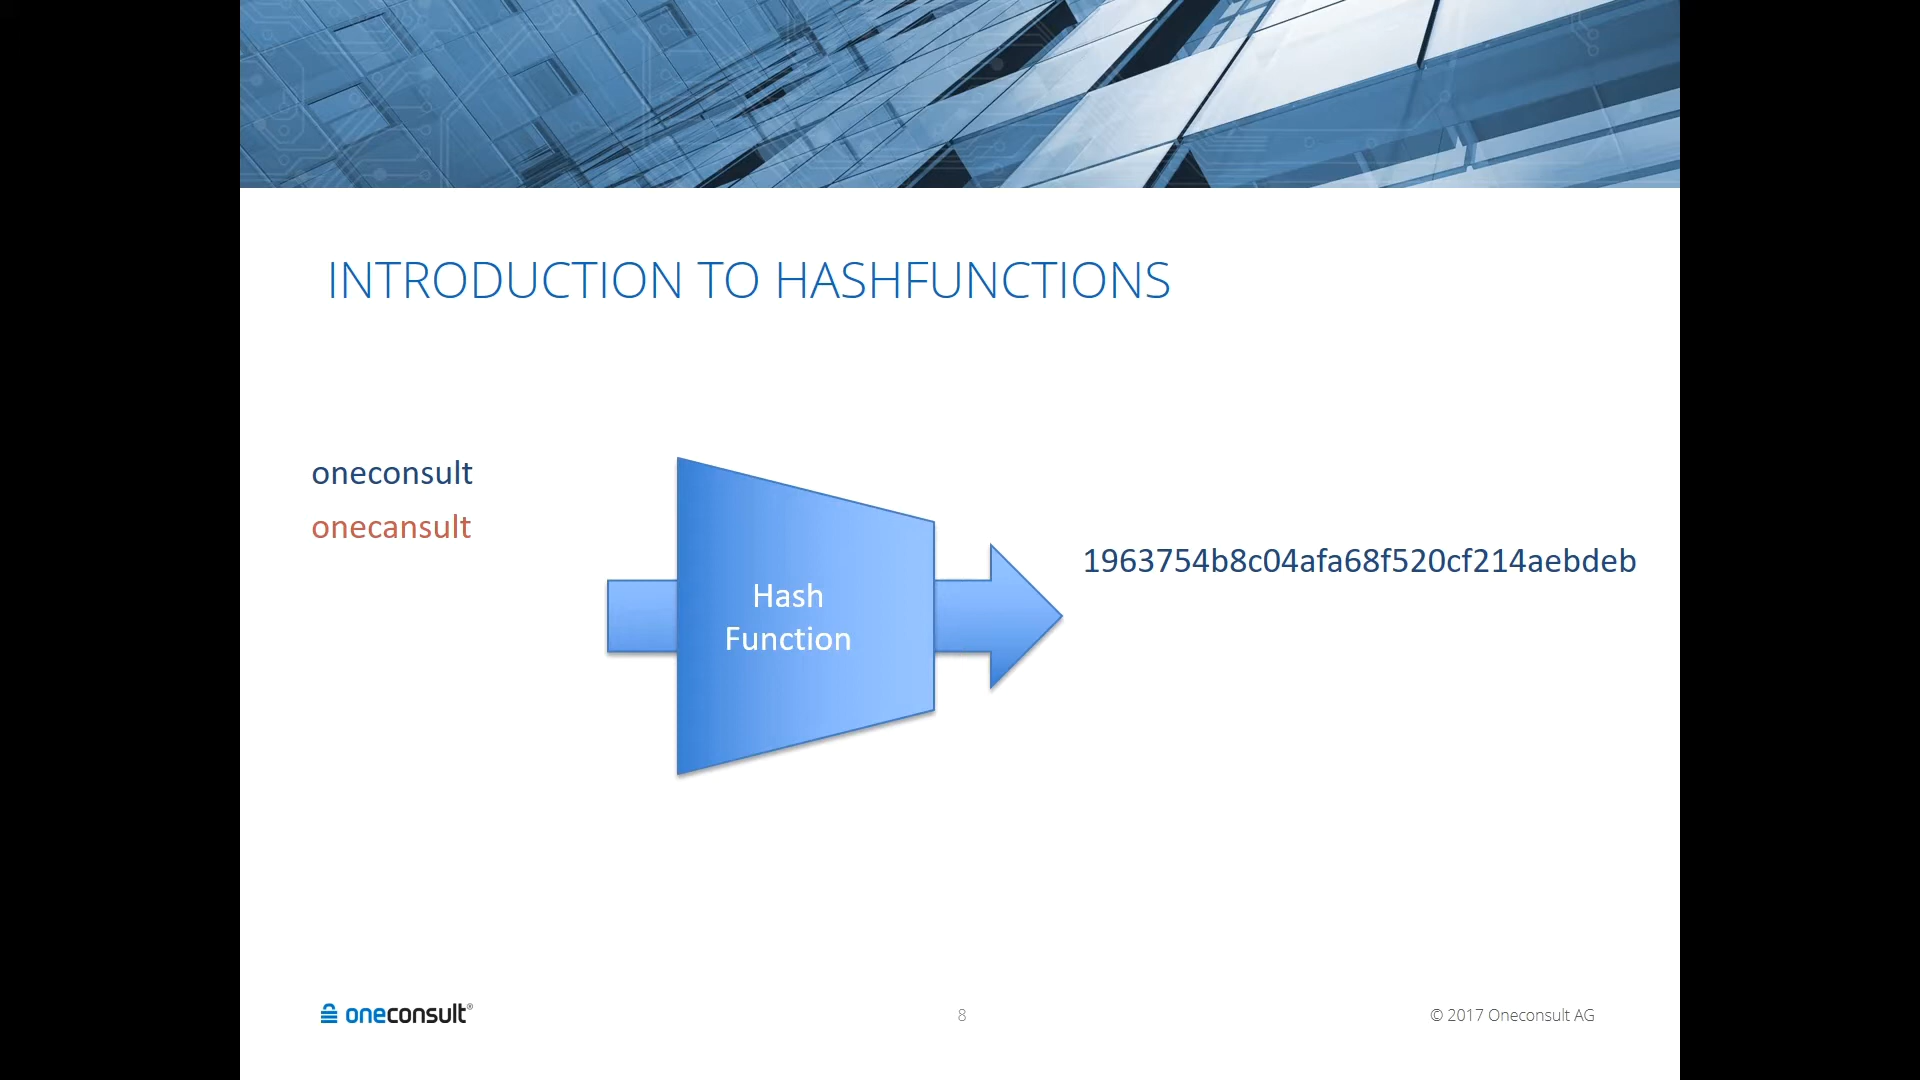 INTRODUCTION TO HASHFUNCTIONS
oneconsult
onecansult
Hash
Function
1963754b8c04afa68f520cf214aebdeb
oneconsult®
8
© 2017 Oneconsult AG